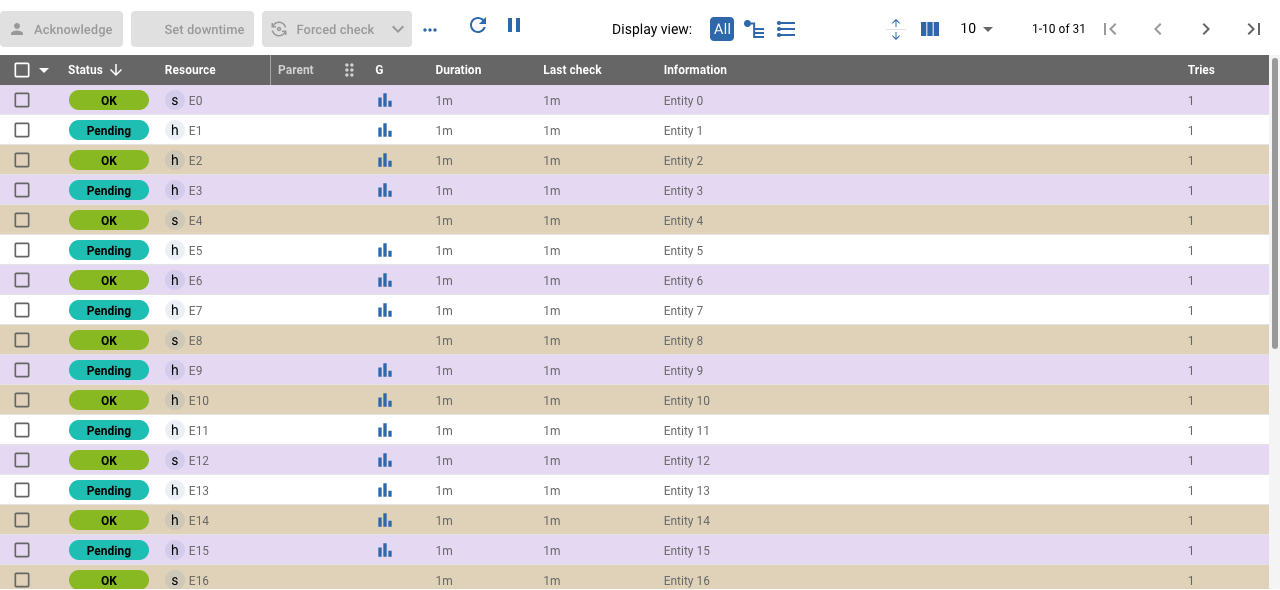 Acknowledge Set downtime Forced check Display view: All 10 1-10 of 31
Status Resource Parent G Duration Last check Information Tries
OK s E0 1m 1m Entity 0 1
Pending h E1 1m 1m Entity 1 1
OK h E2 1m 1m Entity 2 1
Pending h E3 1m 1m Entity 3 1
OK s E4 1m 1m Entity 4 1
Pending h E5 1m 1m Entity 5 1
OK h E6 1m 1m Entity 6 1
Pending h E7 1m 1m Entity 7 1
OK s E8 1m 1m Entity 8 1
Pending h E9 1m 1m Entity 9 1
OK h E10 1m 1m Entity 10 1
Pending h E11 1m 1m Entity 11 1
OK s E12 1m 1m Entity 12 1
Pending h E13 1m 1m Entity 13 1
OK h E14 1m 1m Entity 14 1
Pending h E15 1m 1m Entity 15 1
OK s E16 1m 1m Entity 16 1